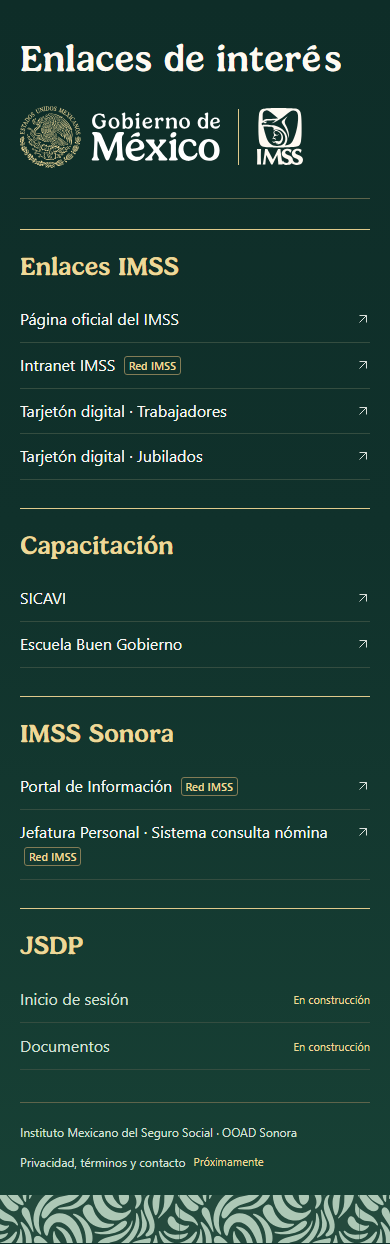 Enlaces de interés
ESTADOS UNIDOS MEXICANOS
Gobierno de
México
IMSS
Enlaces IMSS
Página oficial del IMSS
Intranet IMSS Red IMSS
Tarjetón digital · Trabajadores
Tarjetón digital · Jubilados
Capacitación
SICAVI
Escuela Buen Gobierno
IMSS Sonora
Portal de Información Red IMSS
Jefatura Personal · Sistema consulta nómina
Red IMSS
JSDP
Inicio de sesión En construcción
Documentos En construcción
Instituto Mexicano del Seguro Social · OOAD Sonora
Privacidad, términos y contacto Próximamente